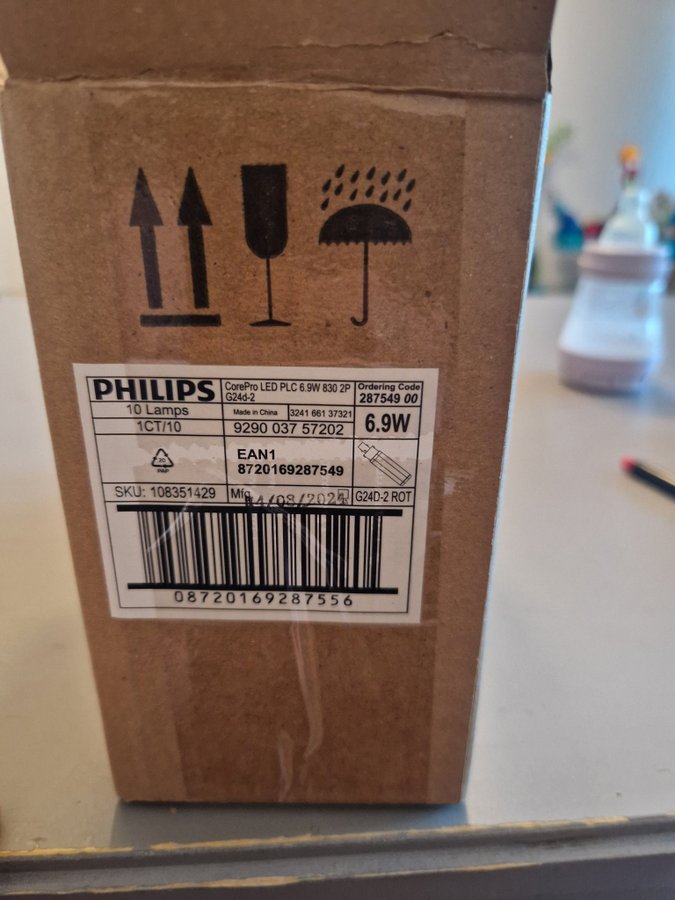 PHILIPS
CorePro LED PLC 6.9W 830 2P
G24d-2
Ordering Code
287549 00
10 Lamps
Made in China
3241 661 37321
6.9W
1CT/10
9290 037 57202
20
PAP
EAN1
8720169287549
SKU: 108351429
Mfg
/08/2024
G24D-2 ROT
08720169287556